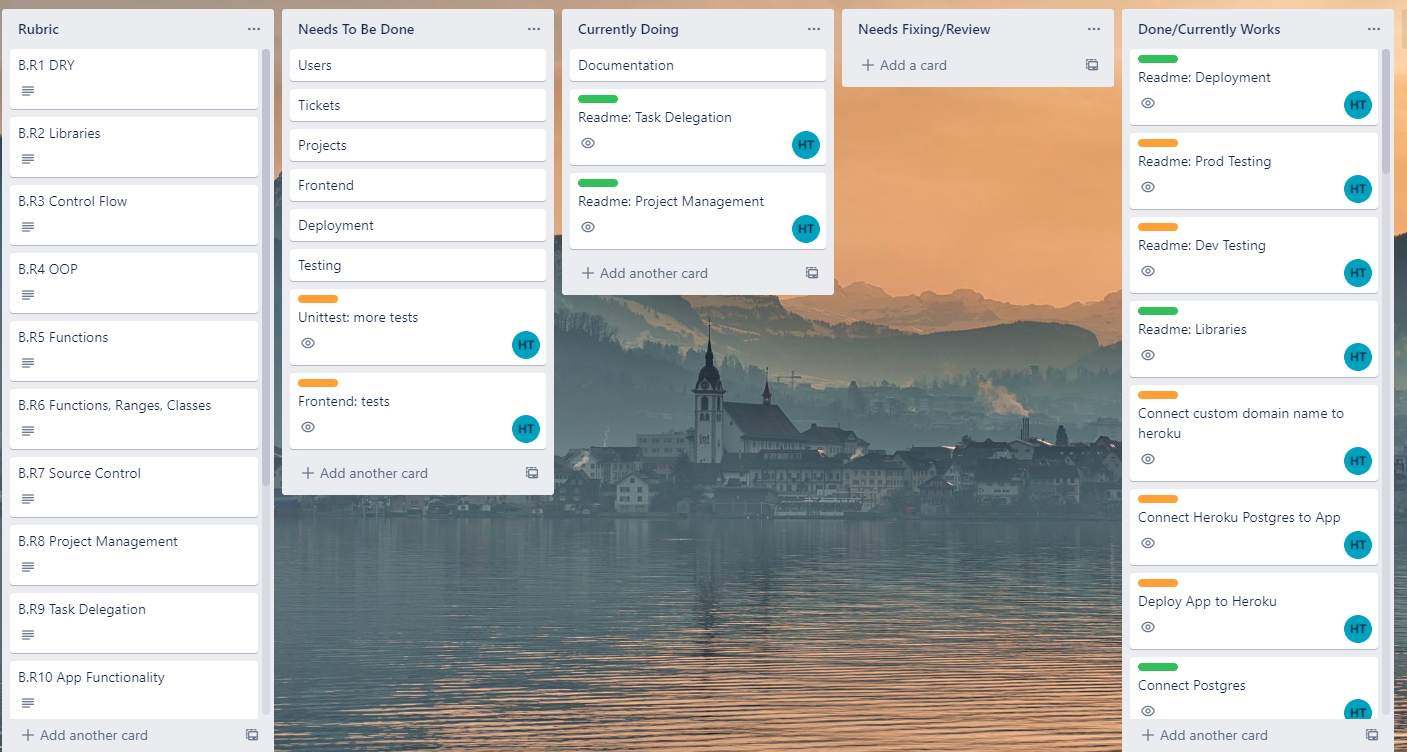 Rubric
B.R1 DRY
B.R2 Libraries
B.R3 Control Flow
B.R4 OOP
B.R5 Functions
B.R6 Functions, Ranges, Classes
B.R7 Source Control
B.R8 Project Management
B.R9 Task Delegation
B.R10 App Functionality
Add another card
Needs To Be Done
Users
Tickets
Projects
Frontend
Deployment
Testing
Unittest: more tests
HT
Frontend: tests
HT
Add another card
Currently Doing
Documentation
Readme: Task Delegation
HT
Readme: Project Management
HT
Add another card
Needs Fixing/Review
Add a card
Done/Currently Works
Readme: Deployment
HT
Readme: Prod Testing
HT
Readme: Dev Testing
HT
Readme: Libraries
HT
Connect custom domain name to
heroku
HT
Connect Heroku Postgres to App
HT
Deploy App to Heroku
HT
Connect Postgres
HT
Add another card